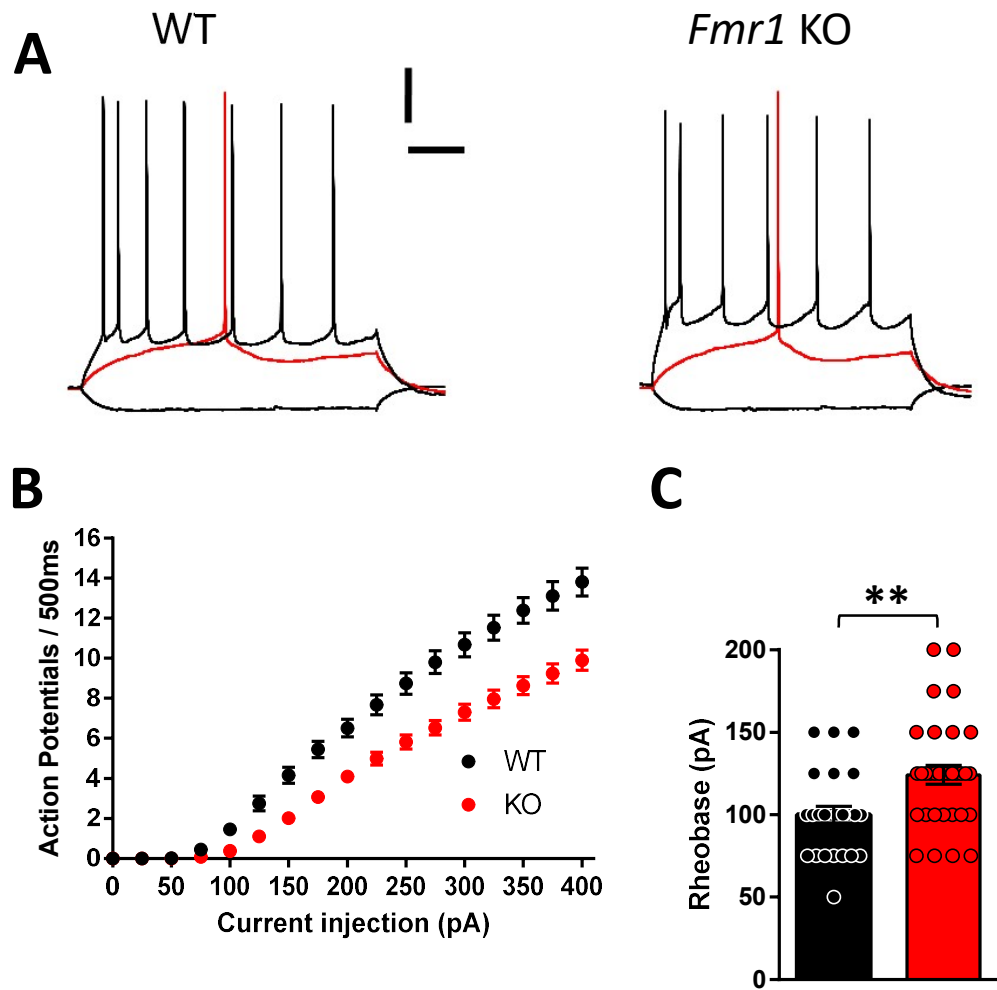 A
WT
Fmr1 KO
B
Action Potentials / 500ms
16
14
12
10
8
6
4
2
0
0 50 100 150 200 250 300 350 400
Current injection (pA)
WT
KO
C
**
Rheobase (pA)
200
150
100
50
0